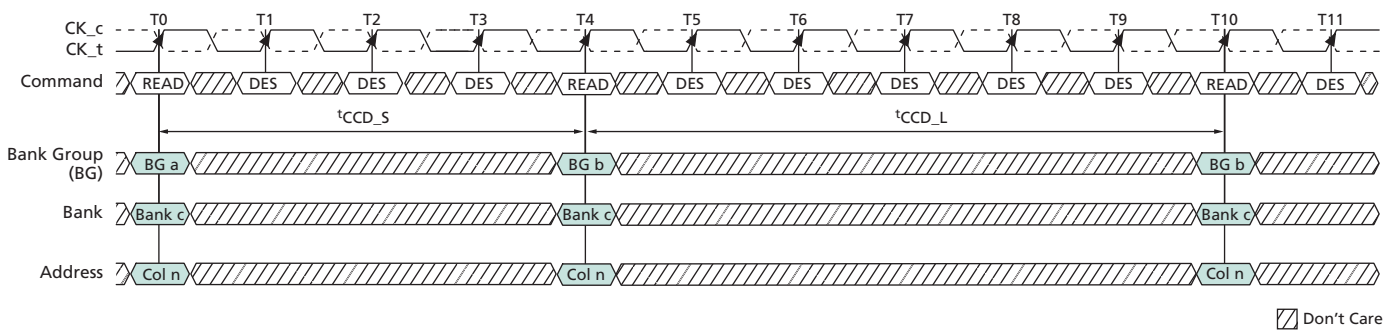 T0 T1 T2 T3 T4 T5 T6 T7 T8 T9 T10 T11
CK_c
CK_t
Command READ DES DES DES READ DES DES DES DES DES READ DES
tCCD_S tCCD_L
Bank Group
(BG) BG a BG b BG b
Bank Bank c Bank c Bank c
Address Col n Col n Col n
Don't Care